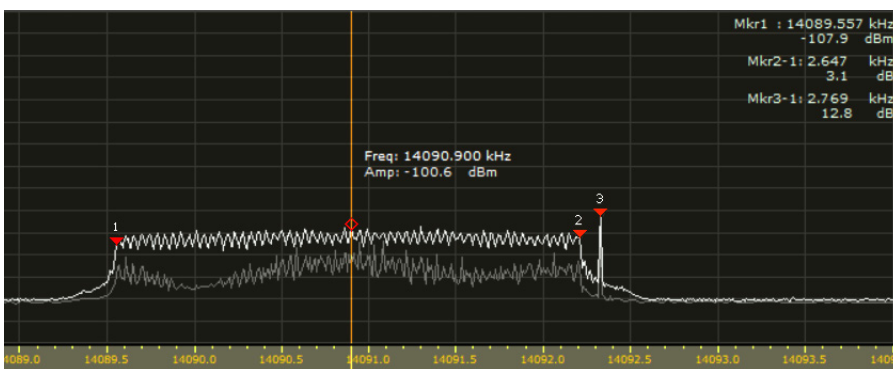 Mkr1 : 14089.557 kHz
-107.9 dBm
Mkr2-1: 2.647 kHz
3.1 dB
Mkr3-1: 2.769 kHz
12.8 dB
Freq: 14090.900 kHz
Amp: -100.6 dBm
3
2
1
14089.0 14089.5 14090.0 14090.5 14091.0 14091.5 14092.0 14092.5 14093.0 14093.5 1409